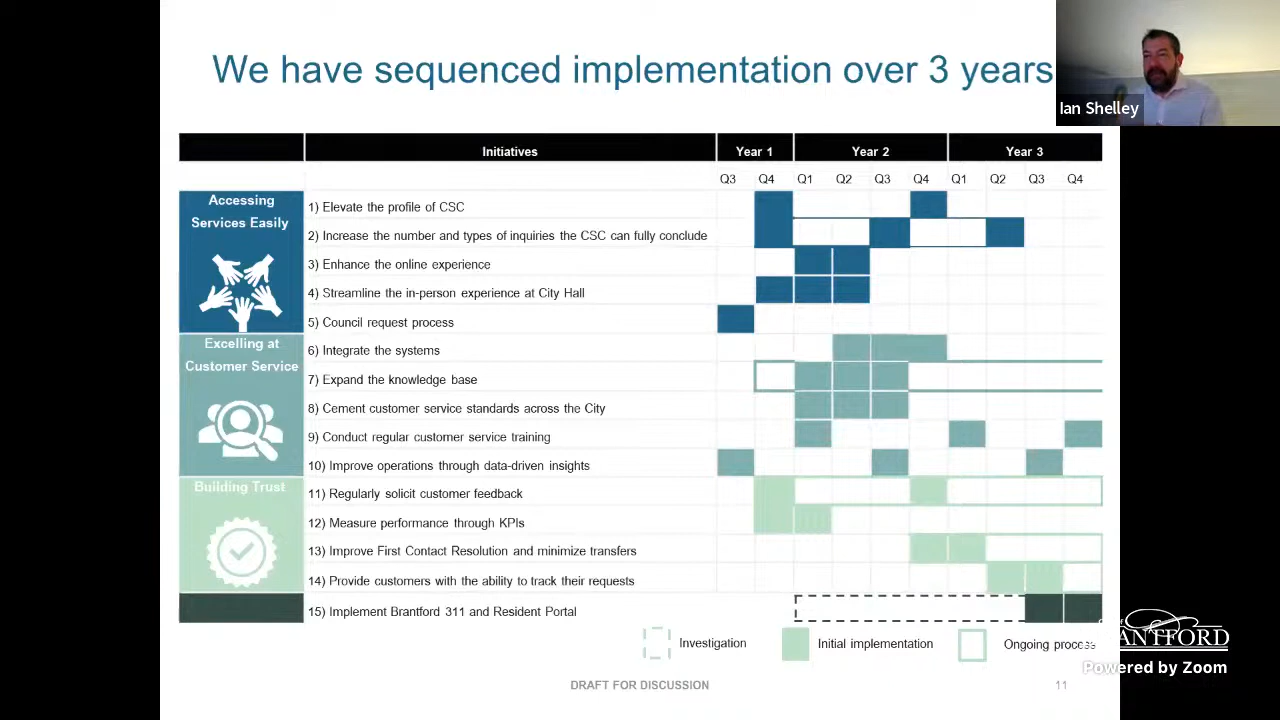 We have sequenced implementation over 3 years
Ian Shelley
Initiatives
Year 1
Year 2
Year 3
Q3
Q4
Q1
Q2
Q3
Q4
Q1
Q2
Q3
Q4
Accessing
Services Easily
1) Elevate the profile of CSC
2) Increase the number and types of inquiries the CSC can fully conclude
3) Enhance the online experience
4) Streamline the in-person experience at City Hall
5) Council request process
Excelling at
Customer Service
6) Integrate the systems
7) Expand the knowledge base
8) Cement customer service standards across the City
9) Conduct regular customer service training
10) Improve operations through data-driven insights
Building Trust
11) Regularly solicit customer feedback
12) Measure performance through KPIs
13) Improve First Contact Resolution and minimize transfers
14) Provide customers with the ability to track their requests
15) Implement Brantford 311 and Resident Portal
Investigation
Initial implementation
Ongoing process
DRAFT FOR DISCUSSION
11
Powered by Zoom